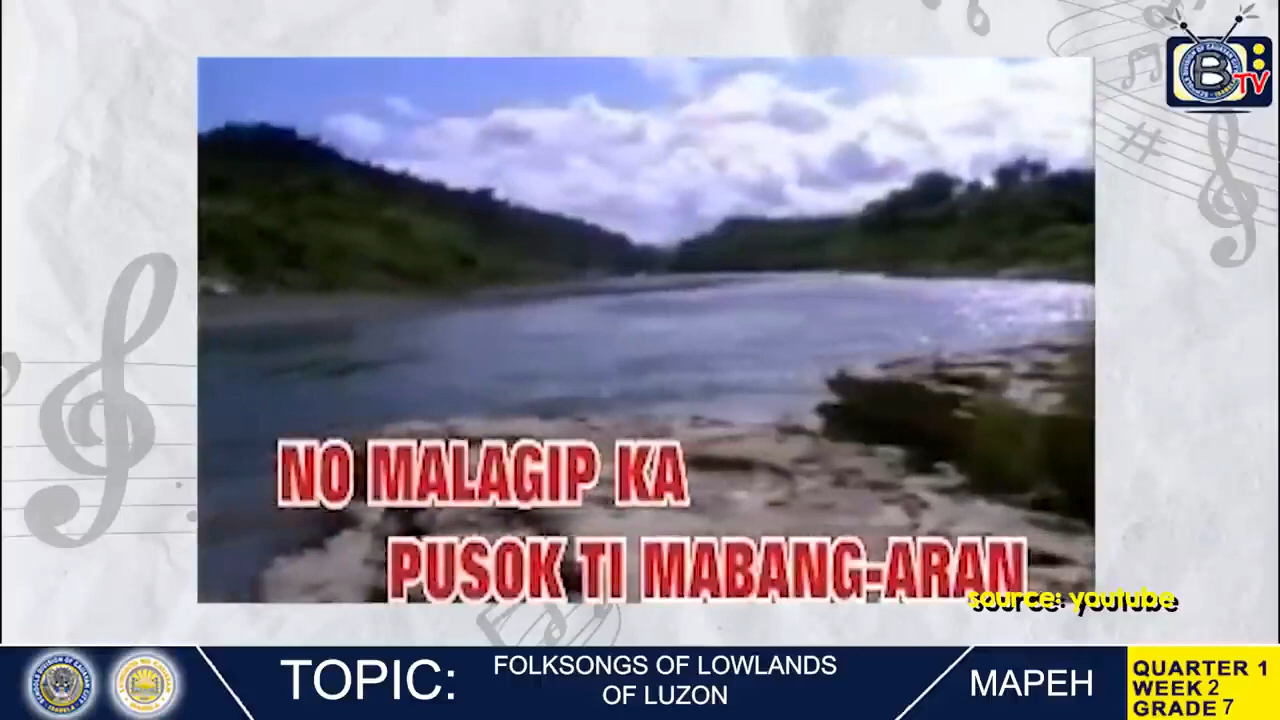 B
TV
NO MALAGIP KA
PUSOK TI MABANG-ARAN
source: youtube
TOPIC:
FOLKSONGS OF LOWLANDS
OF LUZON
MAPEH
QUARTER 1
WEEK 2
GRADE 7